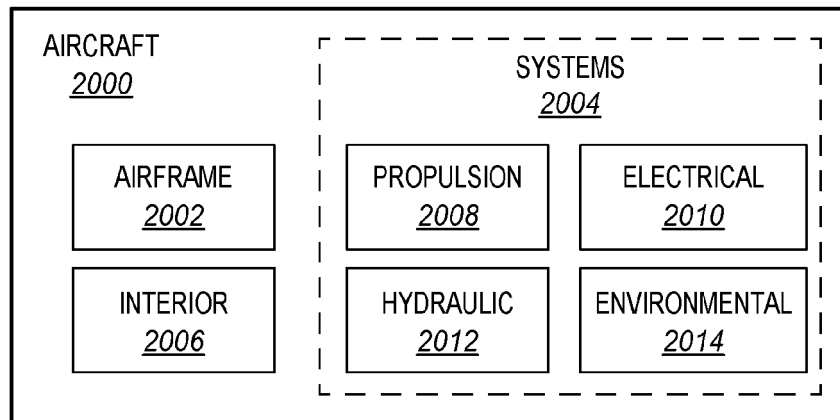 AIRCRAFT
2000
SYSTEMS
2004
AIRFRAME
2002
PROPULSION
2008
ELECTRICAL
2010
INTERIOR
2006
HYDRAULIC
2012
ENVIRONMENTAL
2014